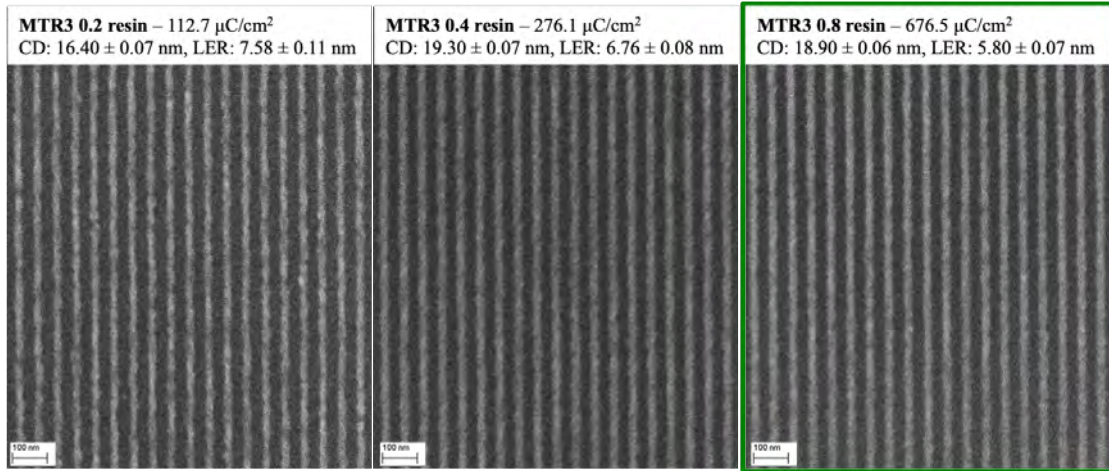 MTR3 0.2 resin – 112.7 μC/cm²
CD: 16.40 ± 0.07 nm, LER: 7.58 ± 0.11 nm
MTR3 0.4 resin – 276.1 μC/cm²
CD: 19.30 ± 0.07 nm, LER: 6.76 ± 0.08 nm
MTR3 0.8 resin – 676.5 μC/cm²
CD: 18.90 ± 0.06 nm, LER: 5.80 ± 0.07 nm
100 nm
100 nm
100 nm